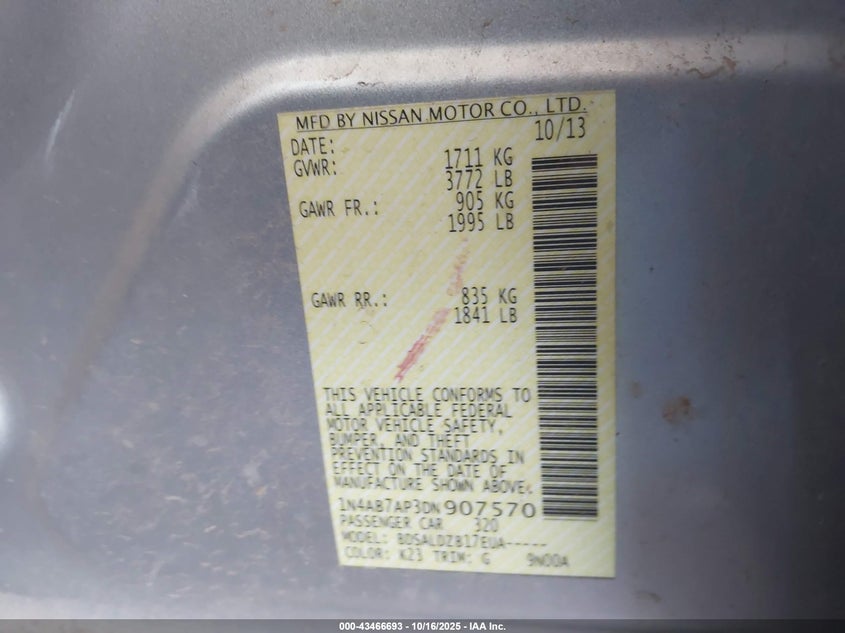 MFD BY NISSAN MOTOR CO., LTD.
DATE: 10/13
GVWR: 1711 KG
3772 LB
GAWR FR.: 905 KG
1995 LB
GAWR RR.: 835 KG
1841 LB
THIS VEHICLE CONFORMS TO
ALL APPLICABLE FEDERAL
MOTOR VEHICLE SAFETY,
BUMPER, AND THEFT
PREVENTION STANDARDS IN
EFFECT ON THE DATE OF
MANUFACTURE SHOWN ABOVE.
1N4AB7AP3DN907570
PASSENGER CAR 320
MODEL: BDSALDZB17EUA-----
COLOR: K23 TRIM: G 9N00A
000-43466693 - 10/16/2025 - IAA Inc.